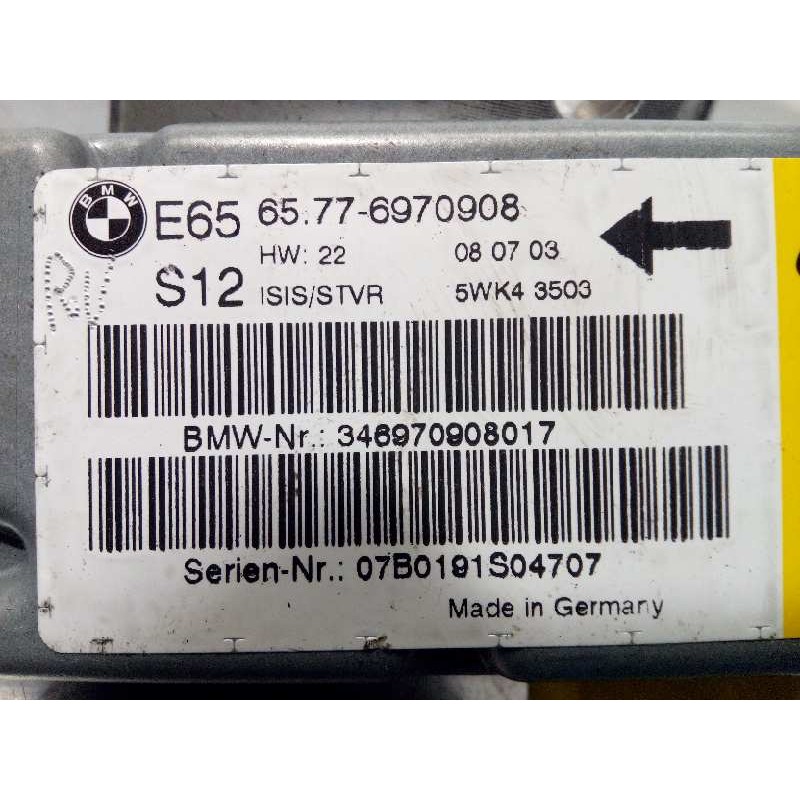 BMW
E65 65.77-6970908
HW: 22 08 07 03
S12 ISIS/STVR 5WK4 3503
BMW-Nr.: 346970908017
Serien-Nr.: 07B0191S04707
Made in Germany